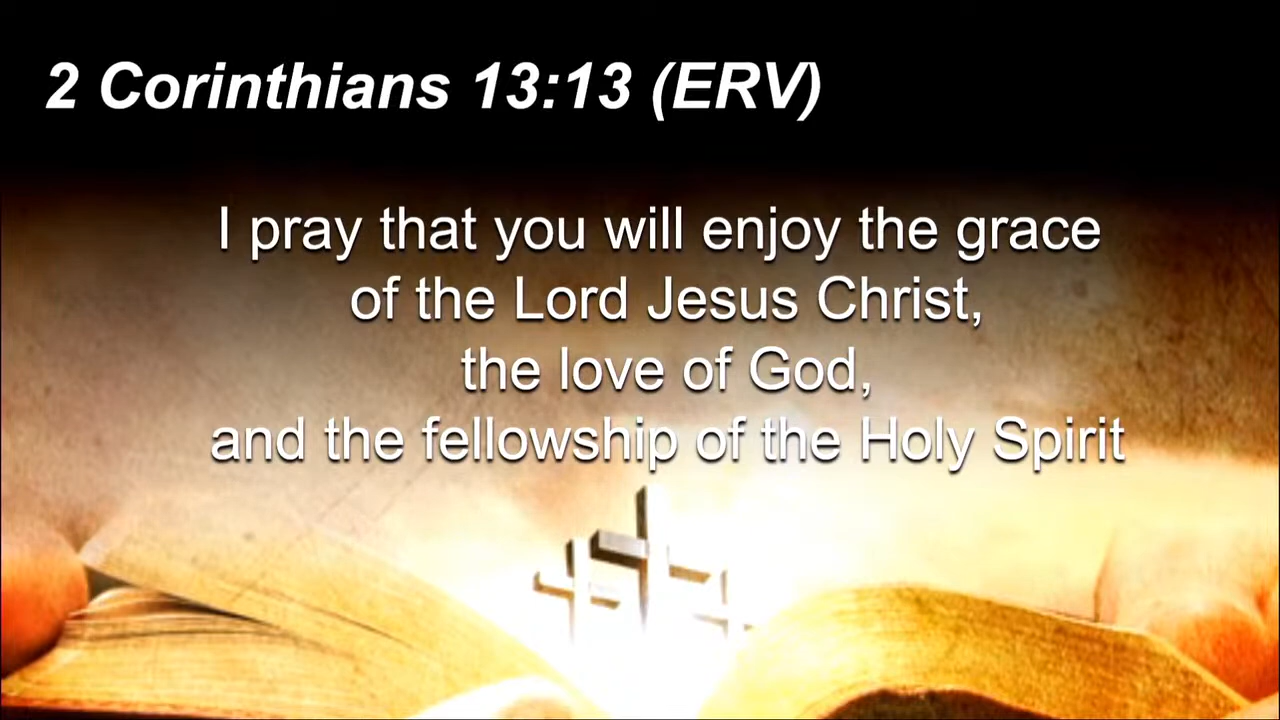 2 Corinthians 13:13 (ERV)
I pray that you will enjoy the grace
of the Lord Jesus Christ,
the love of God,
and the fellowship of the Holy Spirit